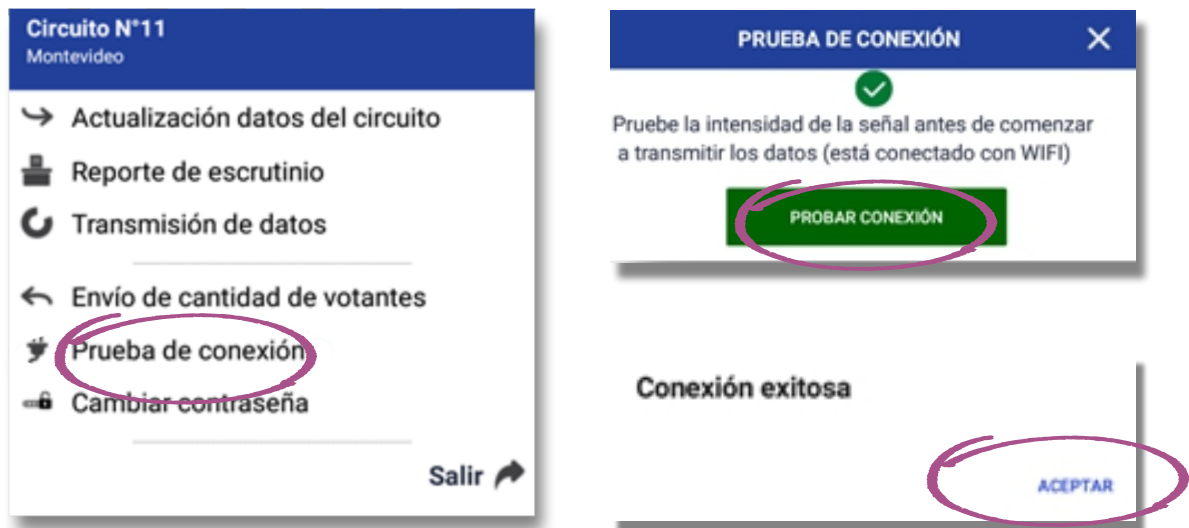 Circuito N°11
Montevideo
Actualización datos del circuito
Reporte de escrutinio
Transmisión de datos
Envío de cantidad de votantes
Prueba de conexión
Cambiar contraseña
Salir
PRUEBA DE CONEXIÓN
Pruebe la intensidad de la señal antes de comenzar
a transmitir los datos (está conectado con WIFI)
PROBAR CONEXIÓN
Conexión exitosa
ACEPTAR